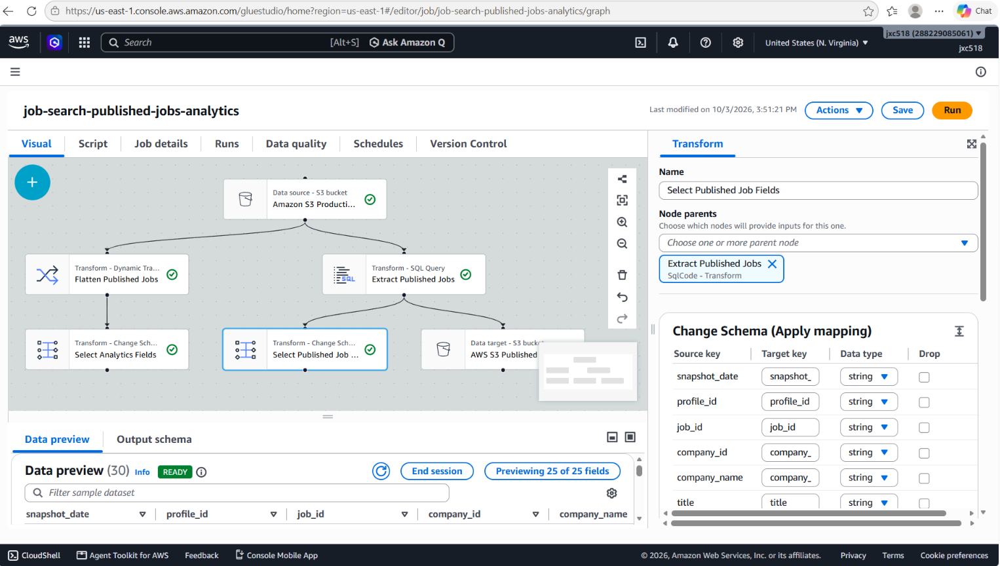 https://us-east-1.console.aws.amazon.com/gluestudio/home?region=us-east-1#/editor/job/job-search-published-jobs-analytics/graph
Chat
aws
Search
[Alt+S]
Ask Amazon Q
United States (N. Virginia)
jxc518 (288229085061)
jxc518
job-search-published-jobs-analytics
Last modified on 10/3/2026, 3:51:21 PM
Actions
Save
Run
Visual
Script
Job details
Runs
Data quality
Schedules
Version Control
Data source - S3 bucket
Amazon S3 Producti...
Transform - Dynamic Tra...
Flatten Published Jobs
Transform - SQL Query
Extract Published Jobs
SQL
Transform - Change Sch...
Select Analytics Fields
Transform - Change Sch...
Select Published Job ...
Data target - S3 bucket
AWS S3 Published
Transform
Name
Select Published Job Fields
Node parents
Choose which nodes will provide inputs for this one.
Choose one or more parent node
Extract Published Jobs
SqlCode - Transform
Change Schema (Apply mapping)
Source key Target key Data type Drop
snapshot_date snapshot_ string
profile_id profile_id string
job_id job_id string
company_id company_ string
company_name company_ string
title title string
Data preview
Output schema
Data preview (30) Info READY
End session
Previewing 25 of 25 fields
Filter sample dataset
snapshot_date profile_id job_id company_id company_name
CloudShell
Agent Toolkit for AWS
Feedback
Console Mobile App
© 2026, Amazon Web Services, Inc. or its affiliates.
Privacy
Terms
Cookie preferences